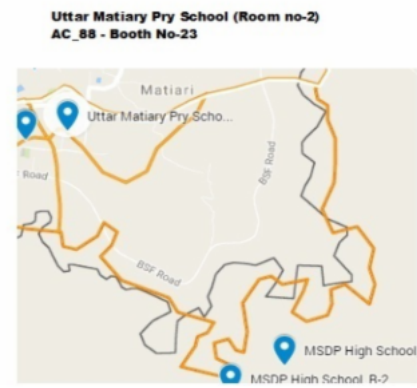 Uttar Matiary Pry School (Room no-2)
AC_88 - Booth No-23
Matiari
Uttar Matiary Pry Scho...
Road
BSF Road
BSF Road
MSDP High School
MSDP High School, B-2